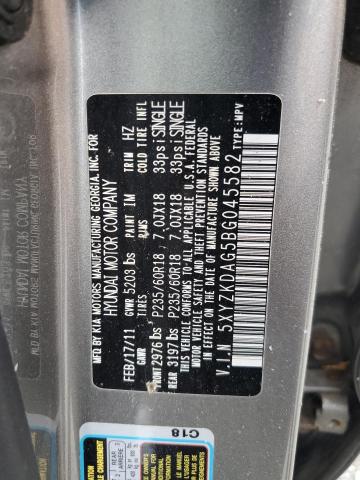 MFD BY KIA MOTORS MANUFACTURING GEORGIA, INC. FOR
HYUNDAI MOTOR COMPANY
FEB/17/11 GVWR 5203 lbs PAINT IM TRIM HZ
GAWR TIRES COLD TIRE INFL
FRONT 2976 lbs P235/60R18 7.0JX18 33psi SINGLE
REAR 3197 lbs P235/60R18 7.0JX18 33psi SINGLE
THIS VEHICLE CONFORMS TO ALL APPLICABLE U.S.A. FEDERAL
MOTOR VEHICLE SAFETY AND THEFT PREVENTION STANDARDS
IN EFFECT ON THE DATE OF MANUFACTURE SHOWN ABOVE.
V.I.N 5XYZKDAG5BG045582 TYPE:MPV
C18
REAR
ARRIERE